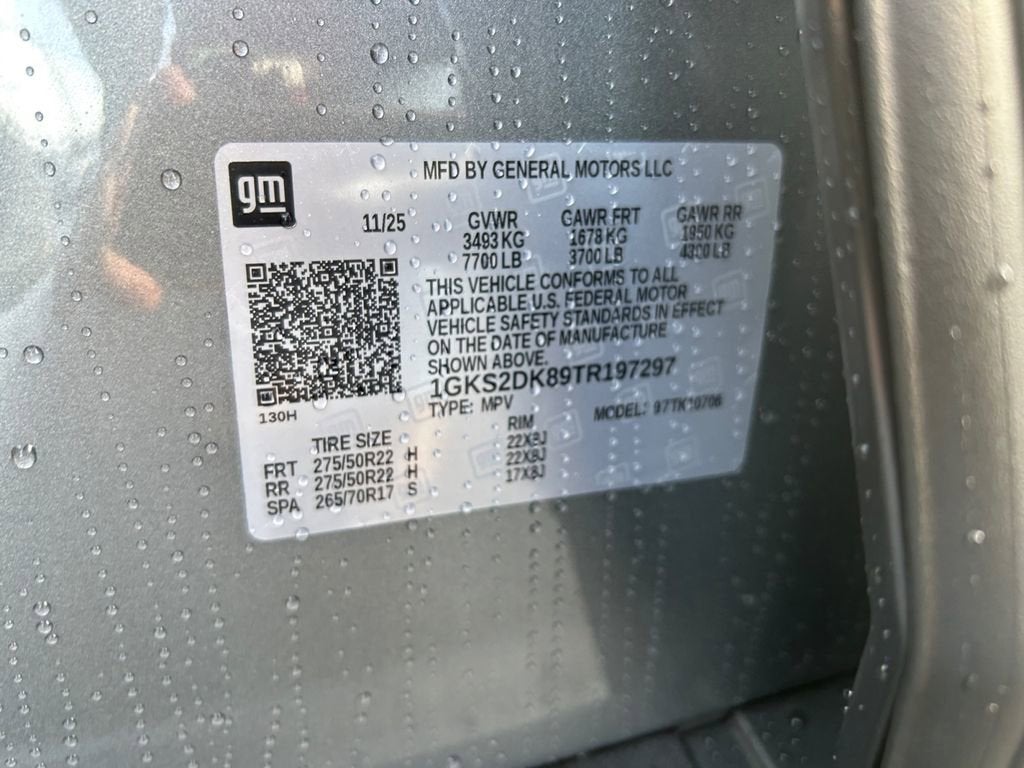 gm
MFD BY GENERAL MOTORS LLC
11/25 GVWR GAWR FRT GAWR RR
3493 KG 1678 KG 1950 KG
7700 LB 3700 LB 4300 LB
THIS VEHICLE CONFORMS TO ALL
APPLICABLE U.S. FEDERAL MOTOR
VEHICLE SAFETY STANDARDS IN EFFECT
ON THE DATE OF MANUFACTURE
SHOWN ABOVE.
1GKS2DK89TR197297
130H
TYPE: MPV MODEL: 97TK10706
TIRE SIZE RIM
FRT 275/50R22 H 22X8J
RR 275/50R22 H 22X8J
SPA 265/70R17 S 17X8J